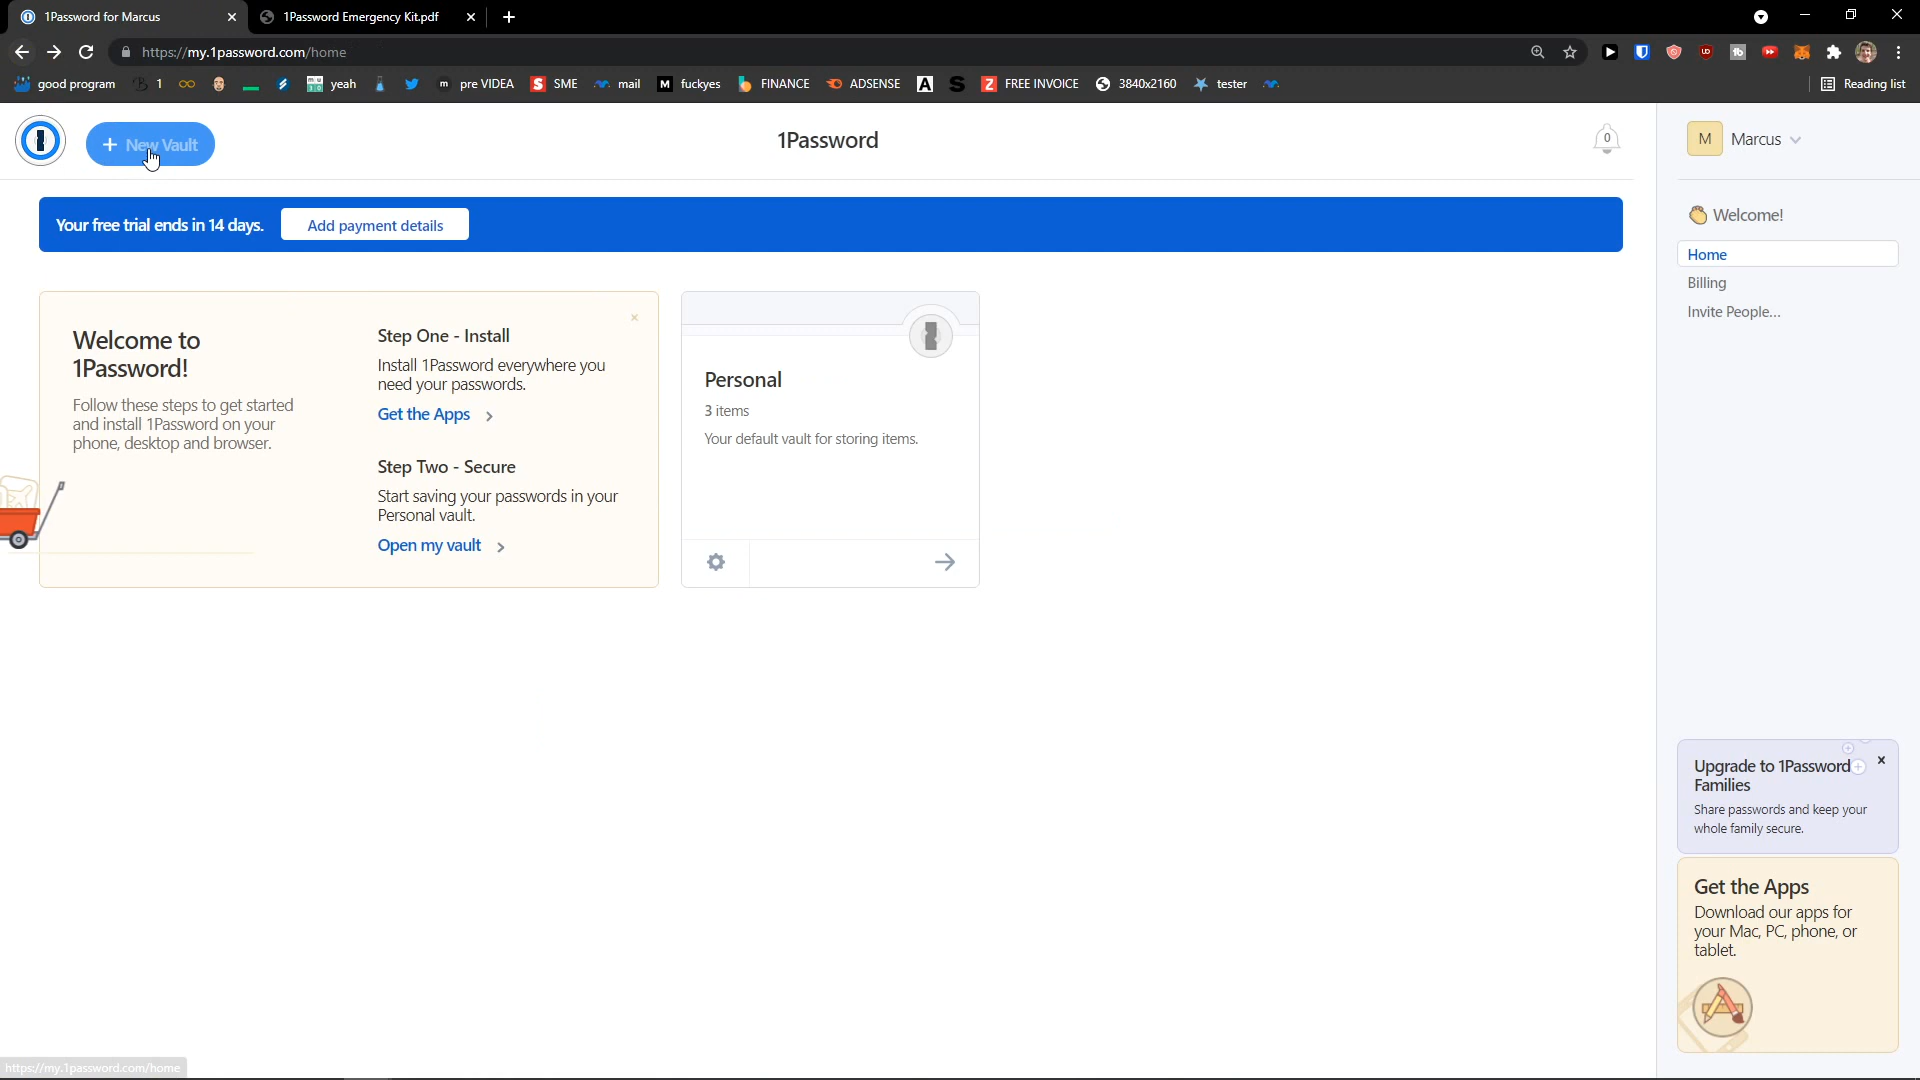 1Password for Marcus
1Password Emergency Kit.pdf
https://my.1password.com/home
good program
1
yeah
pre VIDEA
SME
mail
fuckyes
FINANCE
ADSENSE
FREE INVOICE
3840x2160
tester
Reading list
+ New Vault
1Password
0
M Marcus
Your free trial ends in 14 days.
Add payment details
Welcome to
1Password!
Follow these steps to get started
and install 1Password on your
phone, desktop and browser.
Step One - Install
Install 1Password everywhere you
need your passwords.
Get the Apps
Step Two - Secure
Start saving your passwords in your
Personal vault.
Open my vault
Personal
3 items
Your default vault for storing items.
Welcome!
Home
Billing
Invite People...
Upgrade to 1Password
Families
Share passwords and keep your
whole family secure.
Get the Apps
Download our apps for
your Mac, PC, phone, or
tablet.
https://my.1password.com/home